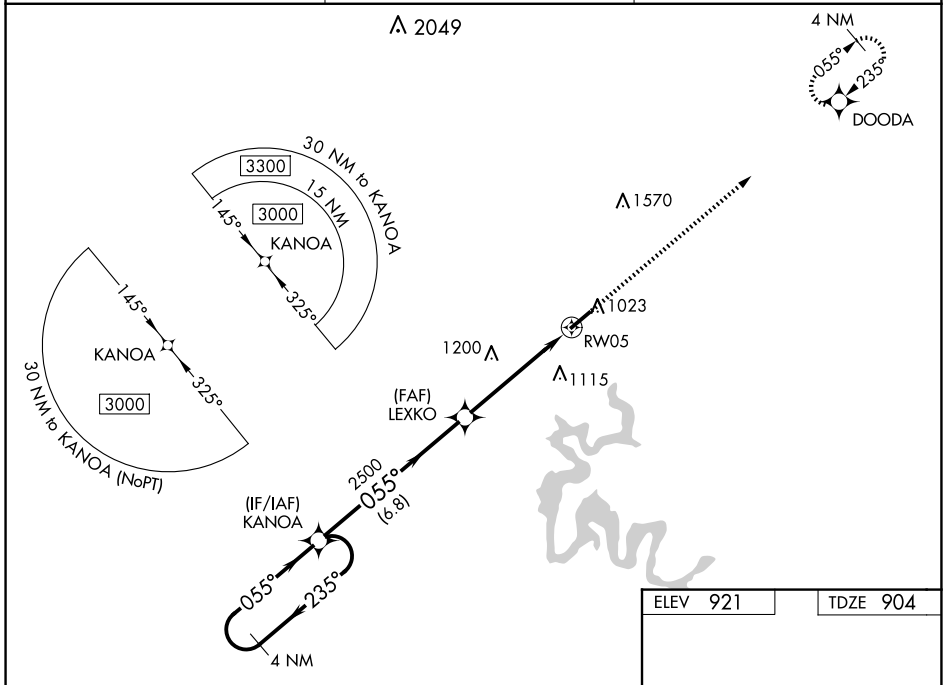 2049
4 NM
055°
235°
DOODA
30 NM to KANOA
3300
15 NM
3000
145°
KANOA
325°
1570
145°
KANOA
325°
3000
30 NM to KANOA (NoPT)
1023
RW05
1200
1115
(FAF)
LEXKO
2500
055°
(6.8)
(IF/IAF)
KANOA
055°
235°
4 NM
ELEV 921
TDZE 904